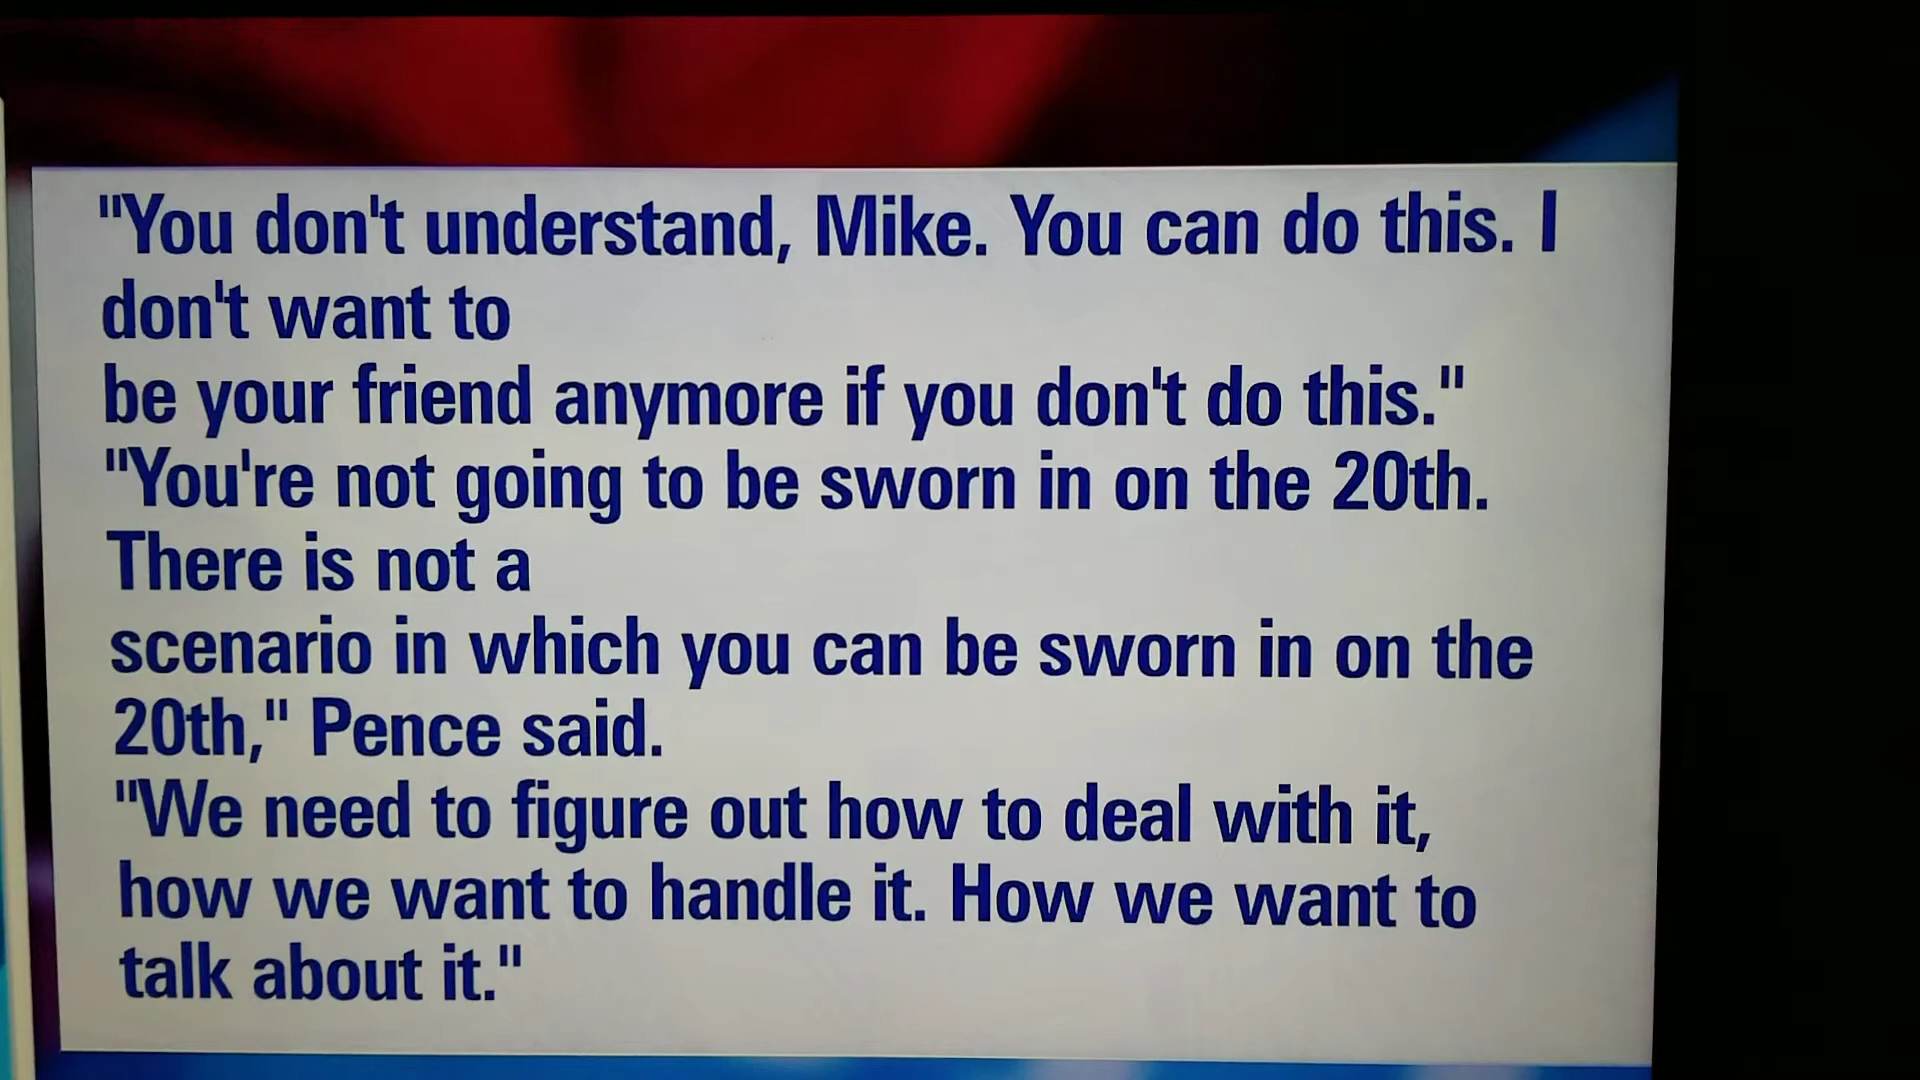 "You don't understand, Mike. You can do this. I
don't want to
be your friend anymore if you don't do this."
"You're not going to be sworn in on the 20th.
There is not a
scenario in which you can be sworn in on the
20th," Pence said.
"We need to figure out how to deal with it,
how we want to handle it. How we want to
talk about it."